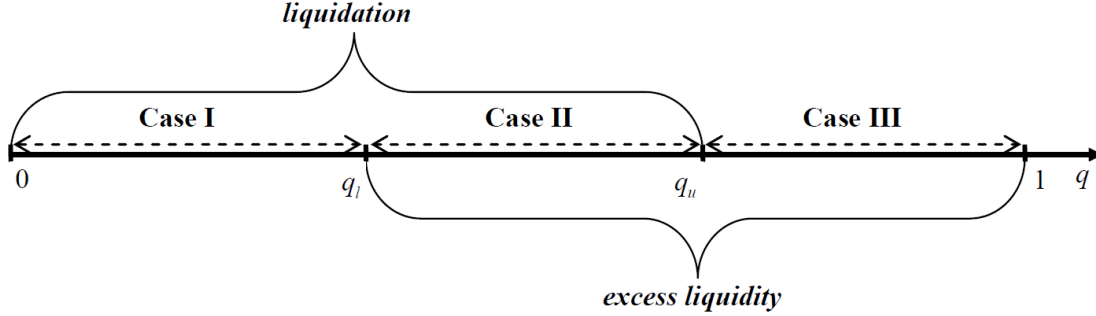 liquidation
Case I Case II Case III
0 q_l q_u 1 q
excess liquidity